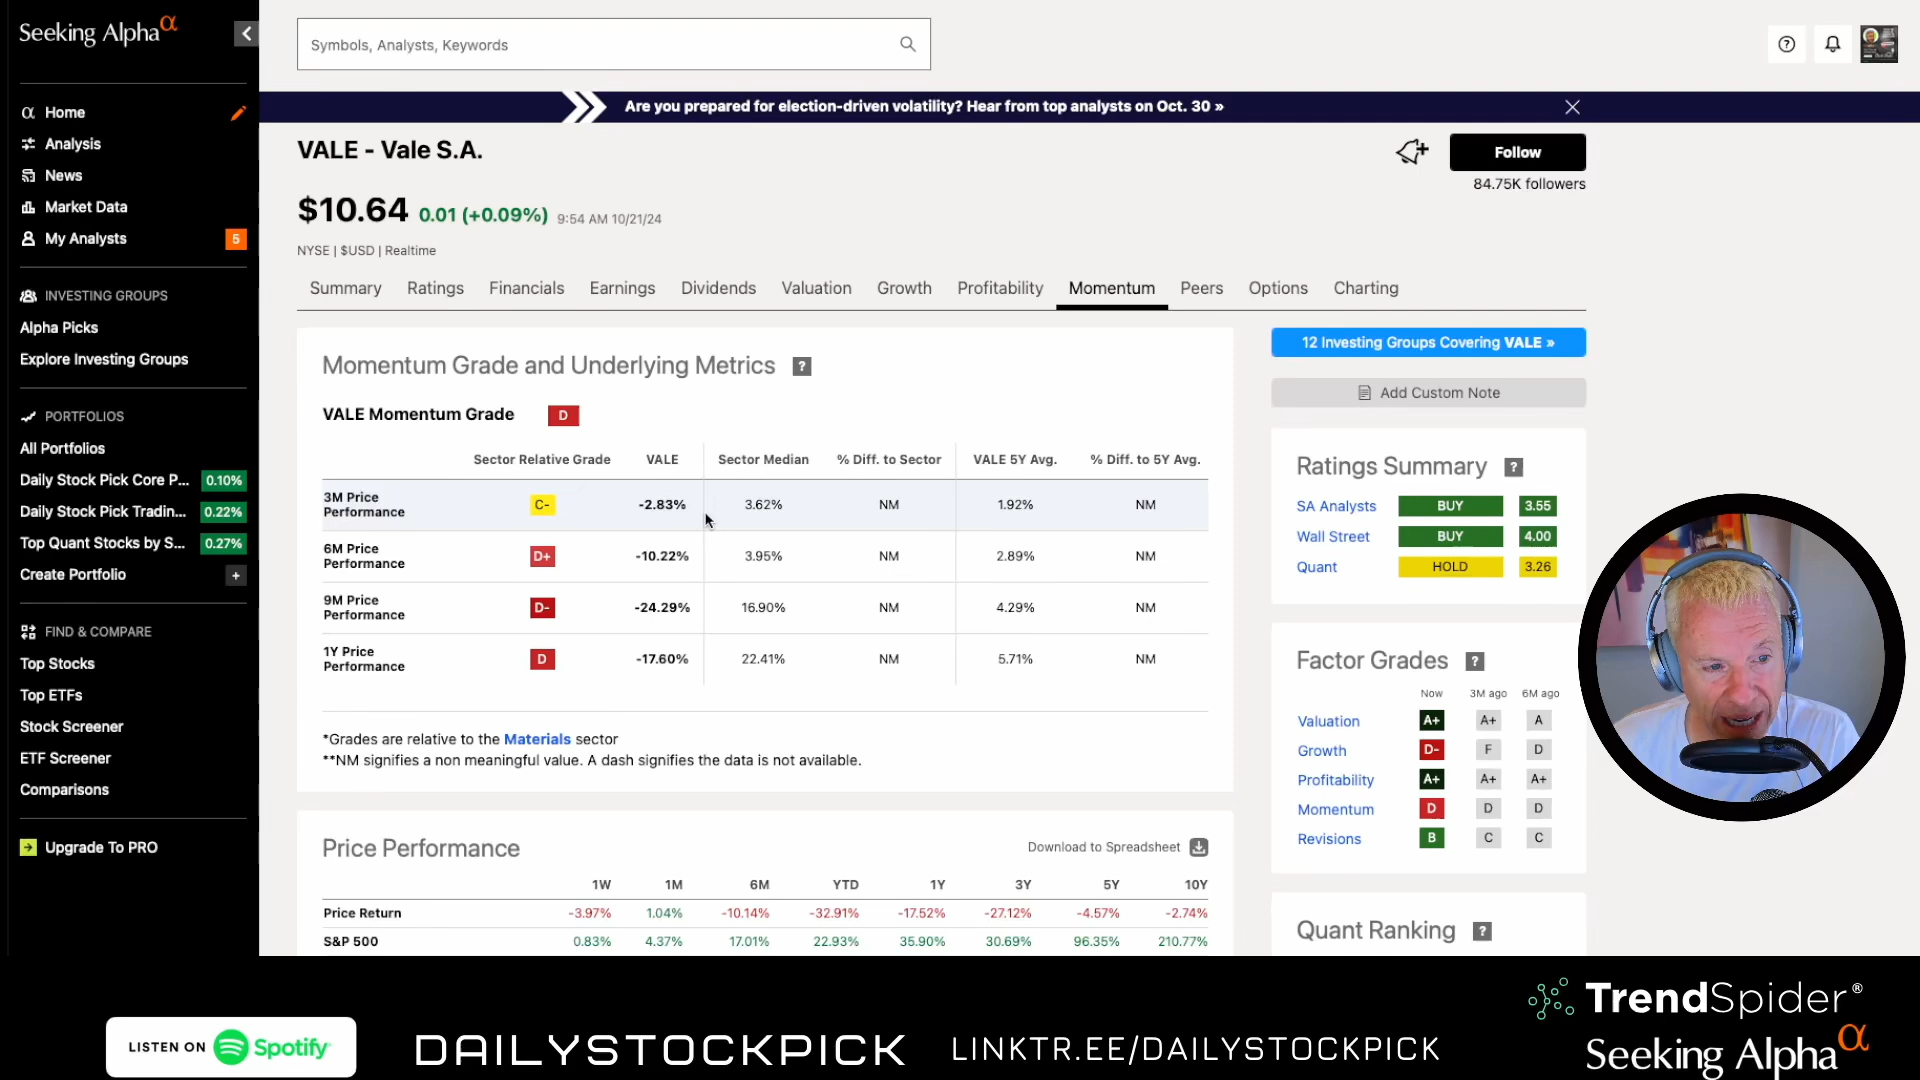 Seeking Alpha α
Symbols, Analysts, Keywords
Home
Analysis
News
Market Data
My Analysts 5
INVESTING GROUPS
Alpha Picks
Explore Investing Groups
PORTFOLIOS
All Portfolios
Daily Stock Pick Core P... 0.10%
Daily Stock Pick Tradin... 0.22%
Top Quant Stocks by S... 0.27%
Create Portfolio +
FIND & COMPARE
Top Stocks
Top ETFs
Stock Screener
ETF Screener
Comparisons
Upgrade To PRO
Are you prepared for election-driven volatility? Hear from top analysts on Oct. 30 »
VALE - Vale S.A.
Follow
84.75K followers
$10.64 0.01 (+0.09%) 9:54 AM 10/21/24
NYSE | $USD | Realtime
Summary Ratings Financials Earnings Dividends Valuation Growth Profitability Momentum Peers Options Charting
Momentum Grade and Underlying Metrics ?
VALE Momentum Grade D
Sector Relative Grade VALE Sector Median % Diff. to Sector VALE 5Y Avg. % Diff. to 5Y Avg.
3M Price Performance C- -2.83% 3.62% NM 1.92% NM
6M Price Performance D+ -10.22% 3.95% NM 2.89% NM
9M Price Performance D- -24.29% 16.90% NM 4.29% NM
1Y Price Performance D -17.60% 22.41% NM 5.71% NM
*Grades are relative to the Materials sector
**NM signifies a non meaningful value. A dash signifies the data is not available.
Price Performance
Download to Spreadsheet
1W 1M 6M YTD 1Y 3Y 5Y 10Y
Price Return -3.97% 1.04% -10.14% -32.91% -17.52% -27.12% -4.57% -2.74%
S&P 500 0.83% 4.37% 17.01% 22.93% 35.90% 30.69% 96.35% 210.77%
12 Investing Groups Covering VALE »
Add Custom Note
Ratings Summary ?
SA Analysts BUY 3.55
Wall Street BUY 4.00
Quant HOLD 3.26
Factor Grades ?
Now 3M ago 6M ago
Valuation A+ A+ A
Growth D- F D
Profitability A+ A+ A+
Momentum D D D
Revisions B C C
Quant Ranking ?
LISTEN ON Spotify
DAILYSTOCKPICK
LINKTR.EE/DAILYSTOCKPICK
TrendSpider®
Seeking Alpha α